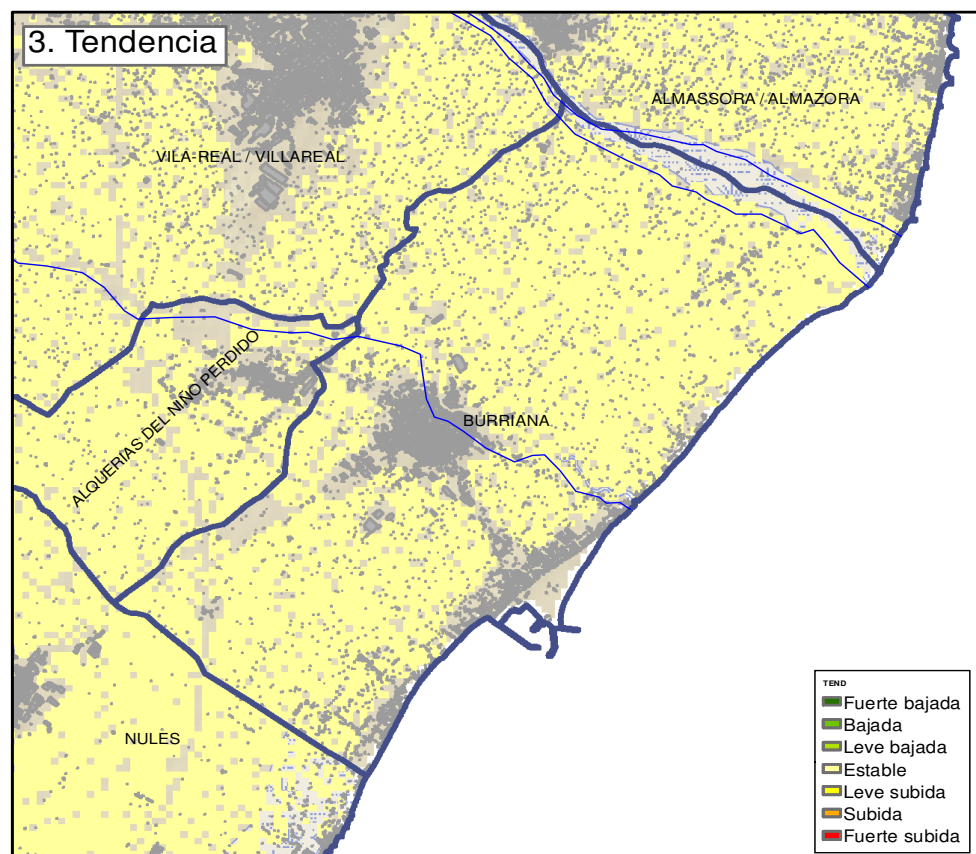 3. Tendencia
ALMASSORA / ALMAZORA
VILA-REAL / VILLAREAL
ALQUERIAS DEL NIÑO PERDIDO
BURRIANA
NULES
TEND
Fuerte bajada
Bajada
Leve bajada
Estable
Leve subida
Subida
Fuerte subida